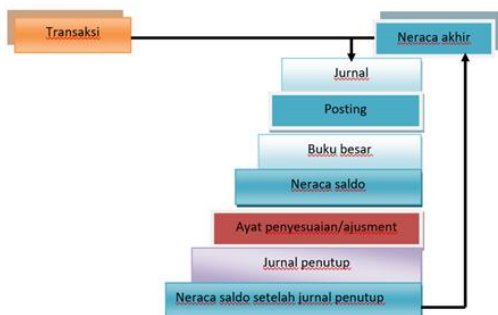 Transaksi
Neraca akhir
Jurnal
Posting
Buku besar
Neraca saldo
Ayat penyesuaian/ajusment
Jurnal penutup
Neraca saldo setelah jurnal penutup